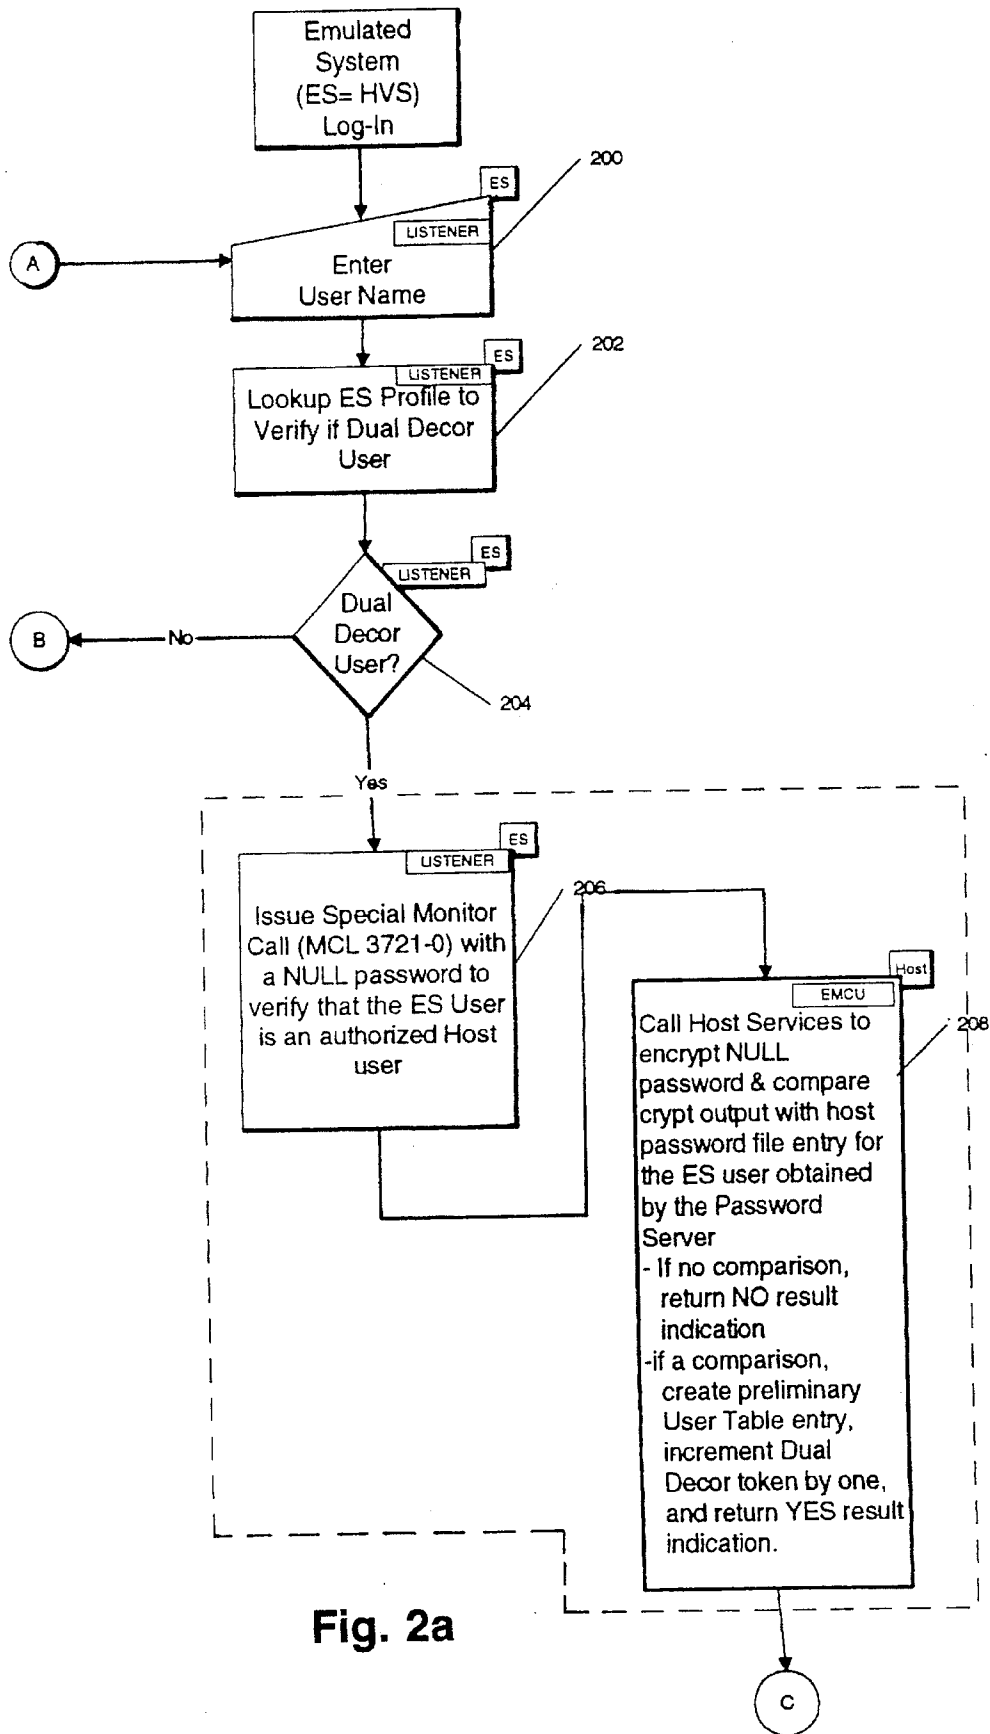 Emulated
System
(ES= HVS)
Log-In
200
ES
LISTENER
A
Enter
User Name
202
ES
LISTENER
Lookup ES Profile to
Verify if Dual Decor
User
ES
LISTENER
Dual
Decor
User?
B
No
204
Yes
ES
LISTENER
206
Issue Special Monitor
Call (MCL 3721-0) with
a NULL password to
verify that the ES User
is an authorized Host
user
Host
EMCU
208
Call Host Services to
encrypt NULL
password & compare
crypt output with host
password file entry for
the ES user obtained
by the Password
Server
- If no comparison,
return NO result
indication
-if a comparison,
create preliminary
User Table entry,
increment Dual
Decor token by one,
and return YES result
indication.
Fig. 2a
C